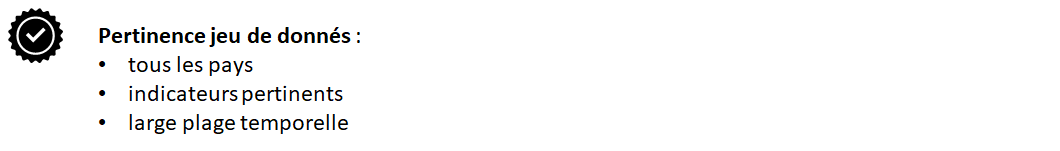 Pertinence jeu de donnés :
• tous les pays
• indicateurs pertinents
• large plage temporelle